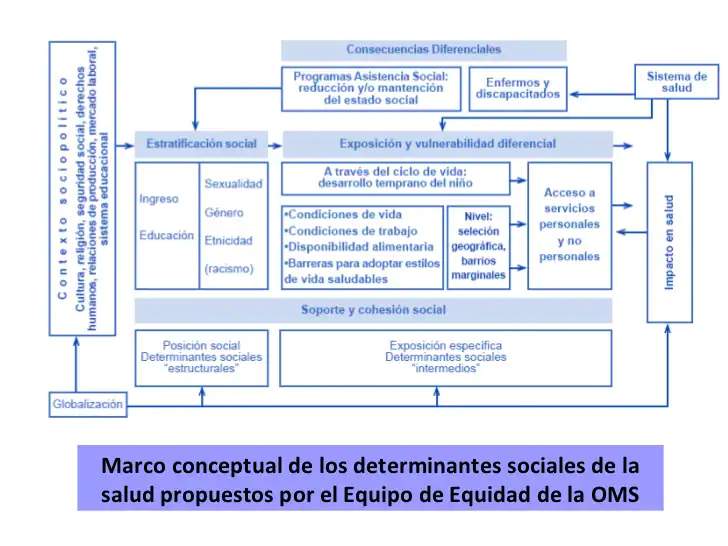 Consecuencias Diferenciales
Programas Asistencia Social:
reducción y/o mantención
del estado social
Enfermos y
discapacitados
Sistema de
salud
Contexto sociopolítico
Cultura, religión, seguridad social, derechos
humanos, relaciones de producción, mercado laboral,
sistema educacional
Estratificación social
Exposición y vulnerabilidad diferencial
Ingreso
Educación
Sexualidad
Género
Etnicidad
(racismo)
A través del ciclo de vida:
desarrollo temprano del niño
•Condiciones de vida
•Condiciones de trabajo
•Disponibilidad alimentaria
•Barreras para adoptar estilos
de vida saludables
Nivel:
seleción
geográfica,
barrios
marginales
Acceso a
servicios
personales
y no
personales
Impacto en salud
Soporte y cohesión social
Posición social
Determinantes sociales
"estructurales"
Exposición específica
Determinantes sociales
"intermedios"
Globalización
Marco conceptual de los determinantes sociales de la
salud propuestos por el Equipo de Equidad de la OMS